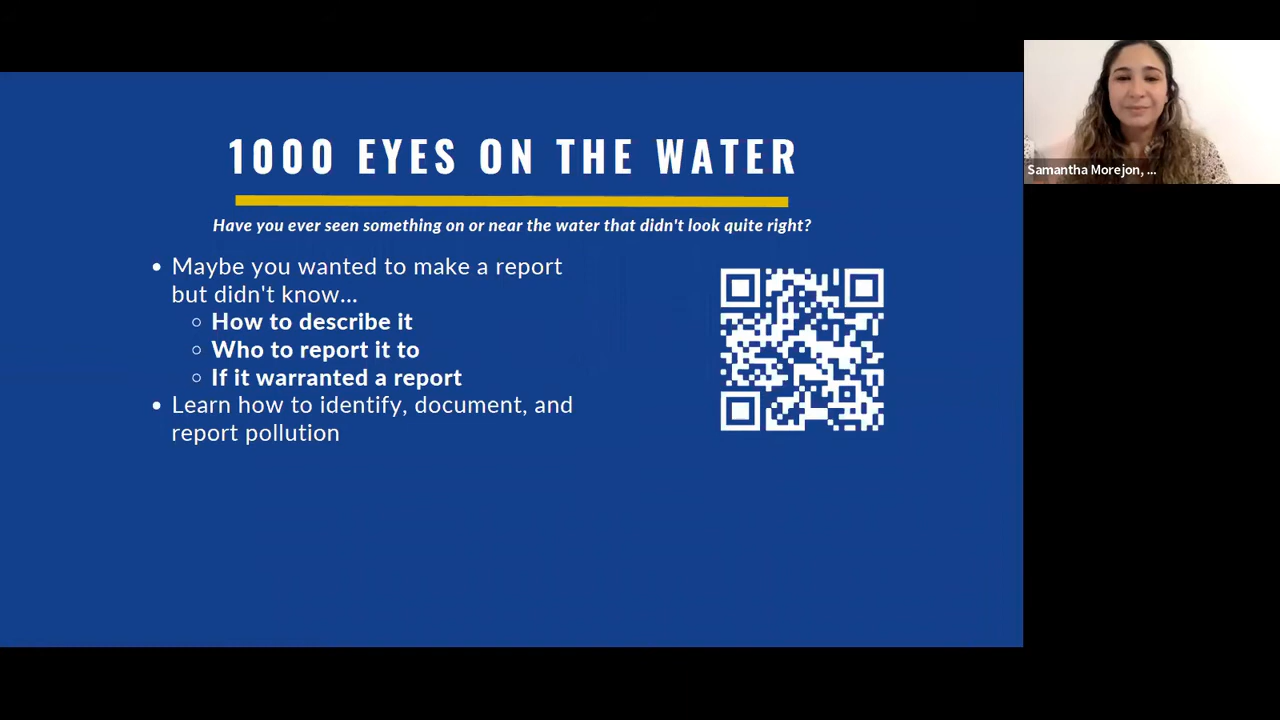 1000 EYES ON THE WATER
Have you ever seen something on or near the water that didn't look quite right?
• Maybe you wanted to make a report
but didn't know...
○ How to describe it
○ Who to report it to
○ If it warranted a report
• Learn how to identify, document, and
report pollution
Samantha Morejon, ...